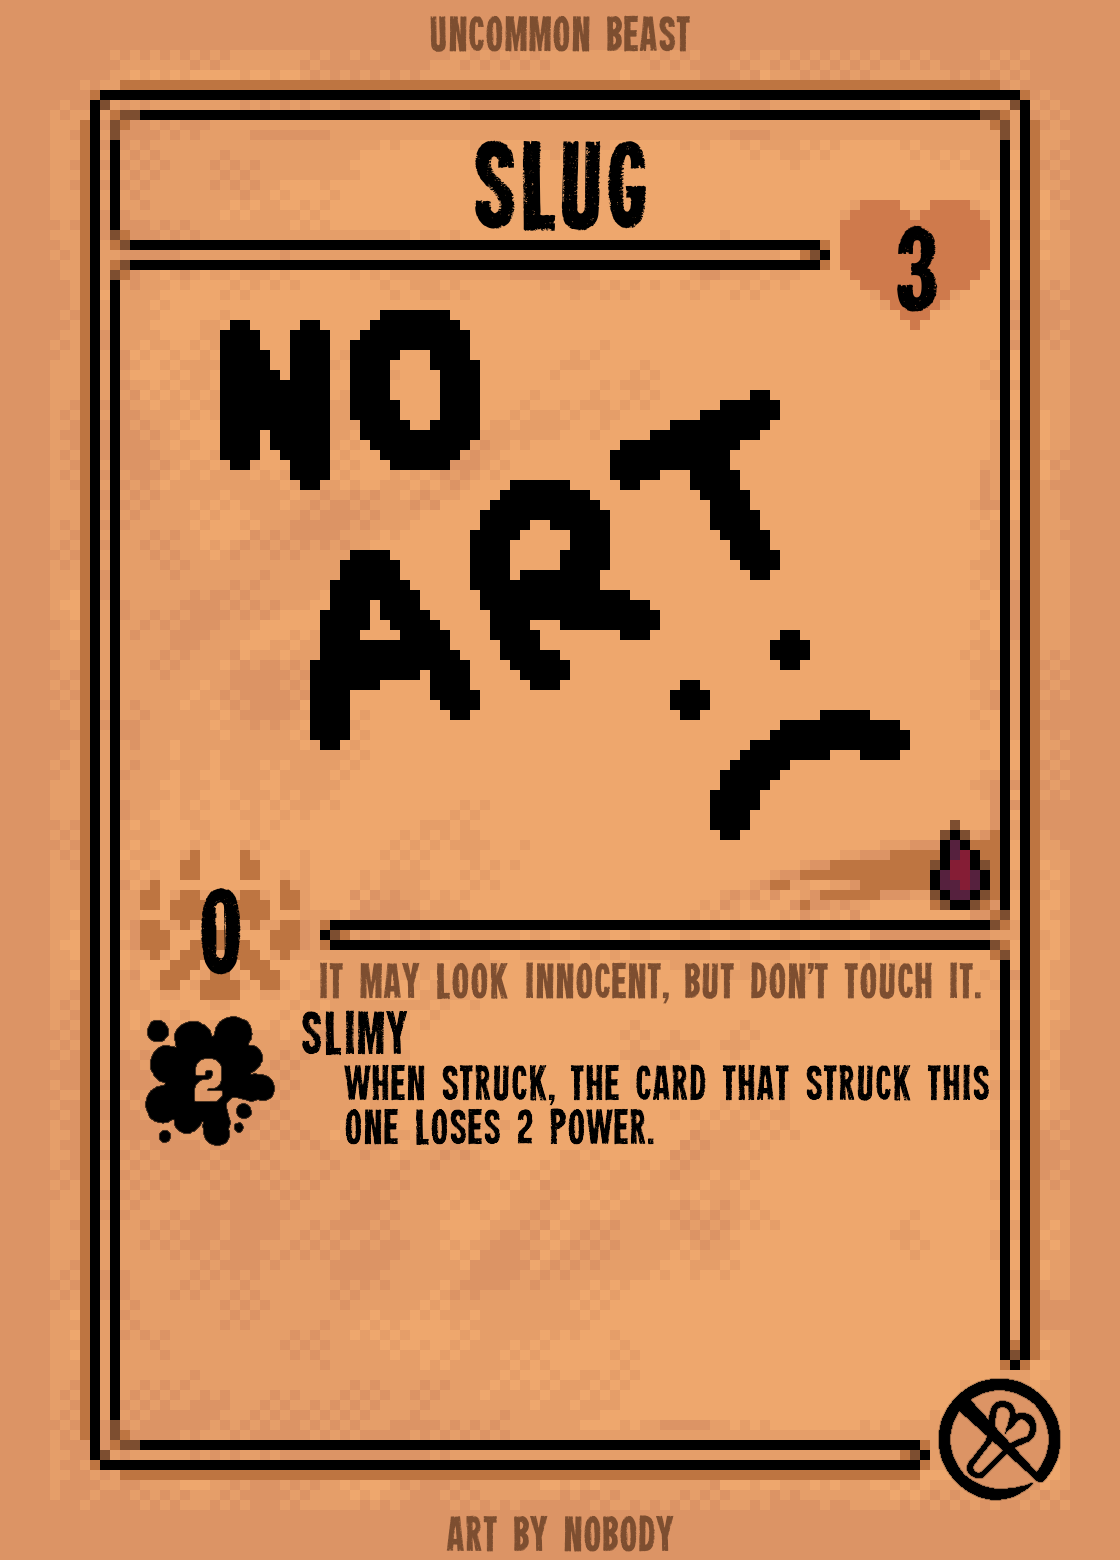 UNCOMMON BEAST
SLUG
3
NO
ART
:(
0
IT MAY LOOK INNOCENT, BUT DON'T TOUCH IT.
SLIMY
2
WHEN STRUCK, THE CARD THAT STRUCK THIS
ONE LOSES 2 POWER.
ART BY NOBODY